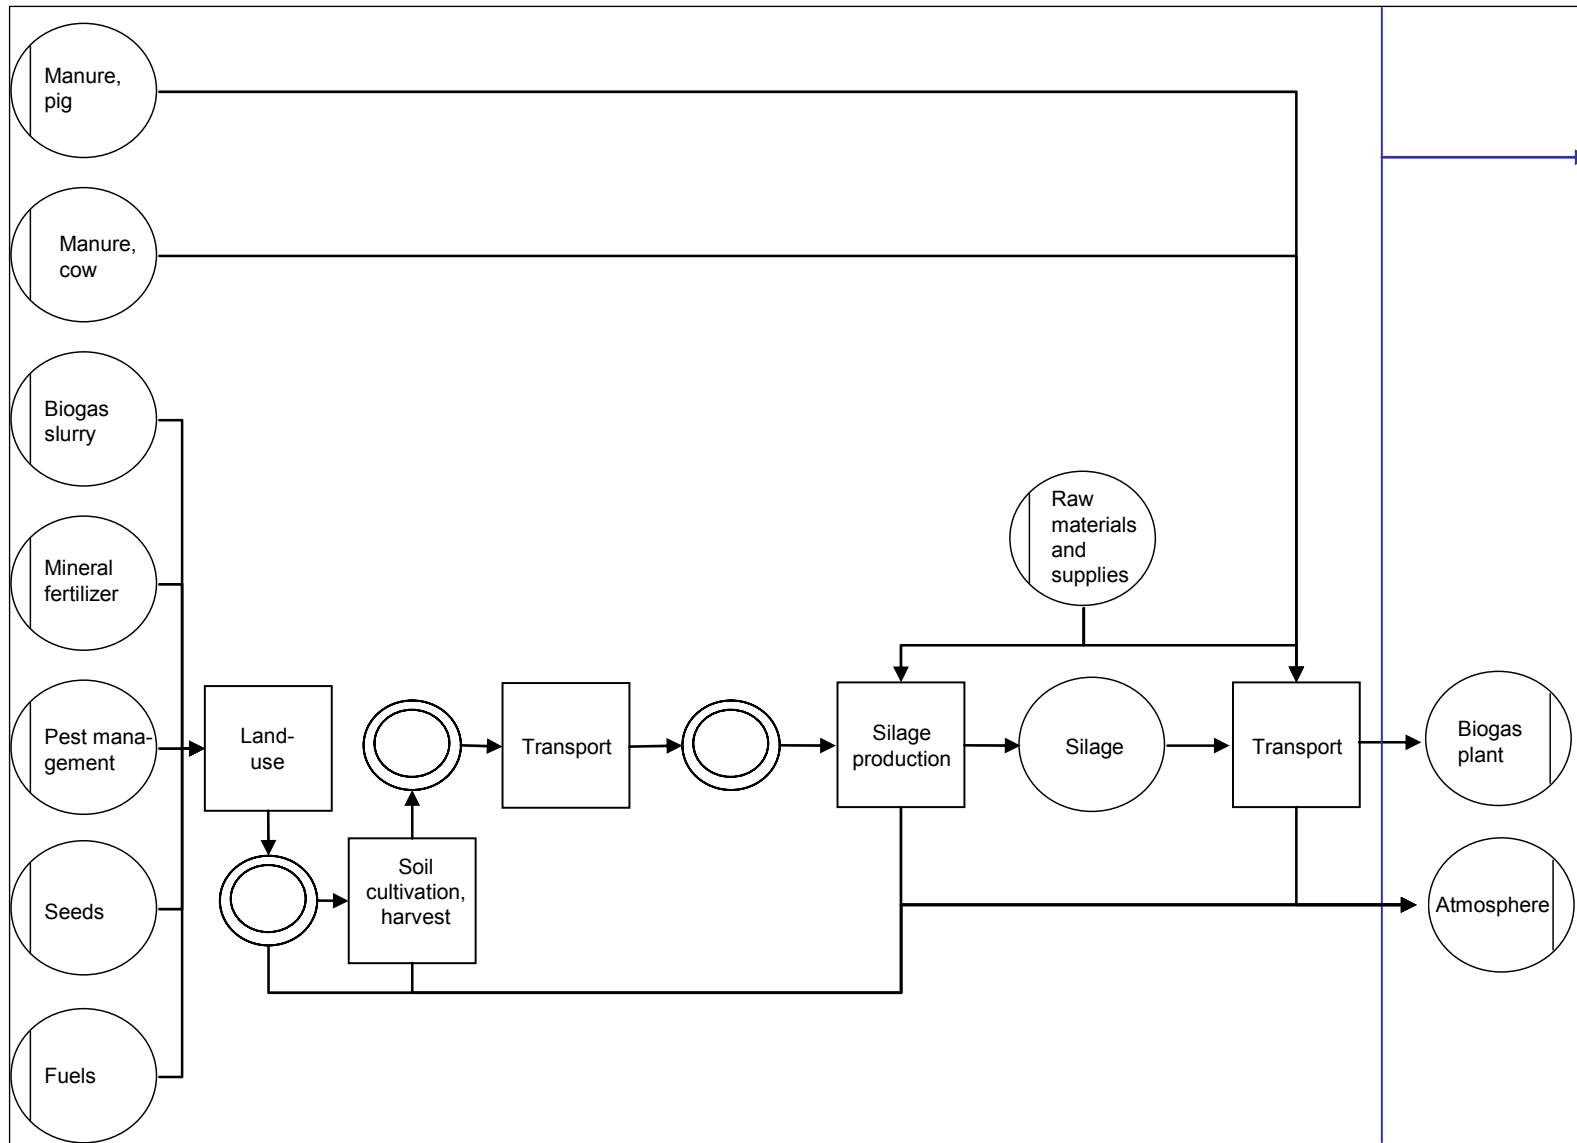 Manure,
pig
Manure,
cow
Biogas
slurry
Mineral
fertilizer
Pest mana-
gement
Seeds
Fuels
Land-
use
Soil
cultivation,
harvest
Transport
Raw
materials
and
supplies
Silage
production
Silage
Transport
Biogas
plant
Atmosphere